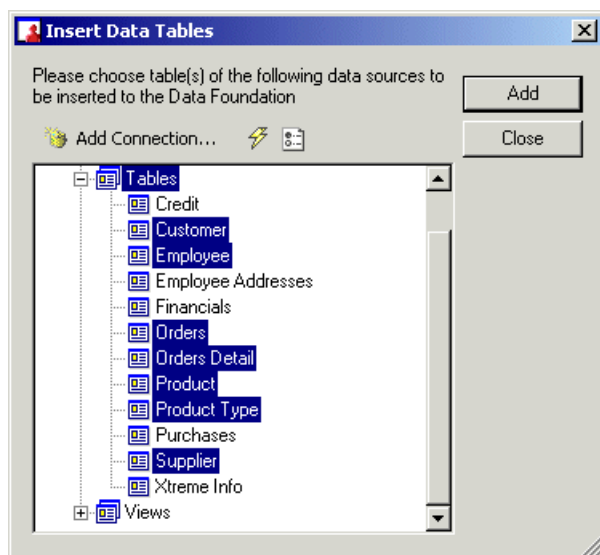 Insert Data Tables
Please choose table(s) of the following data sources to
be inserted to the Data Foundation
Add
Add Connection...
Close
Tables
Credit
Customer
Employee
Employee Addresses
Financials
Orders
Orders Detail
Product
Product Type
Purchases
Supplier
Xtreme Info
Views